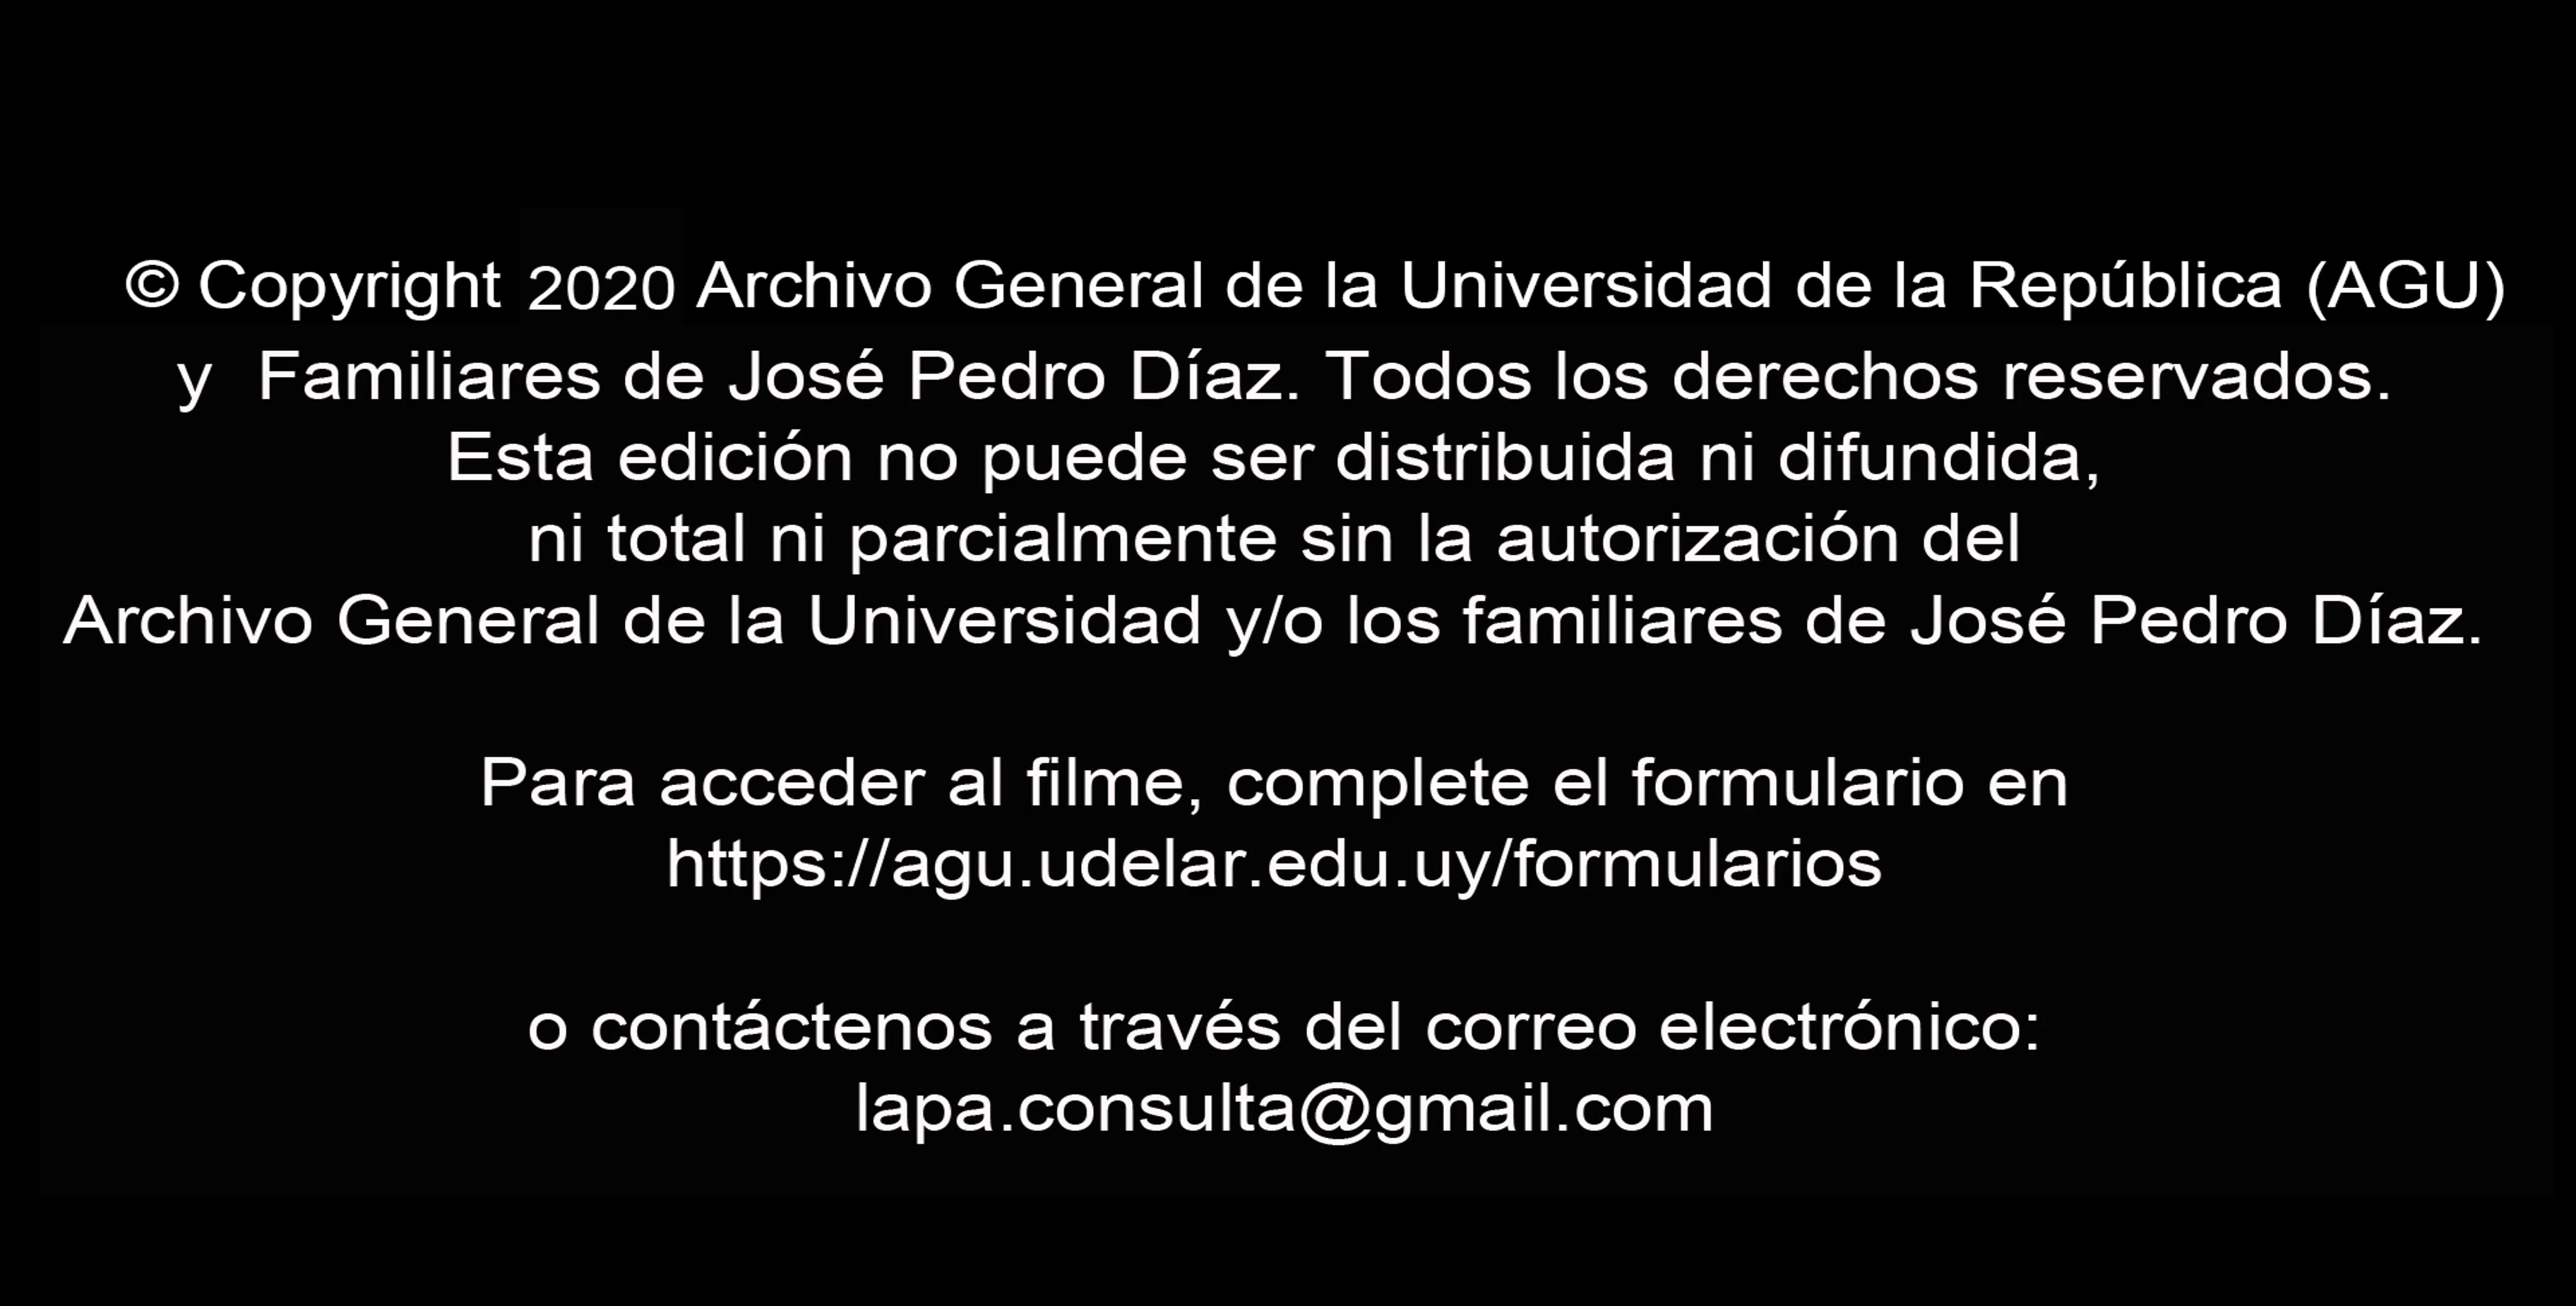 © Copyright 2020 Archivo General de la Universidad de la República (AGU)
y Familiares de José Pedro Díaz. Todos los derechos reservados.
Esta edición no puede ser distribuida ni difundida,
ni total ni parcialmente sin la autorización del
Archivo General de la Universidad y/o los familiares de José Pedro Díaz.
Para acceder al filme, complete el formulario en
https://agu.udelar.edu.uy/formularios
o contáctenos a través del correo electrónico:
lapa.consulta@gmail.com